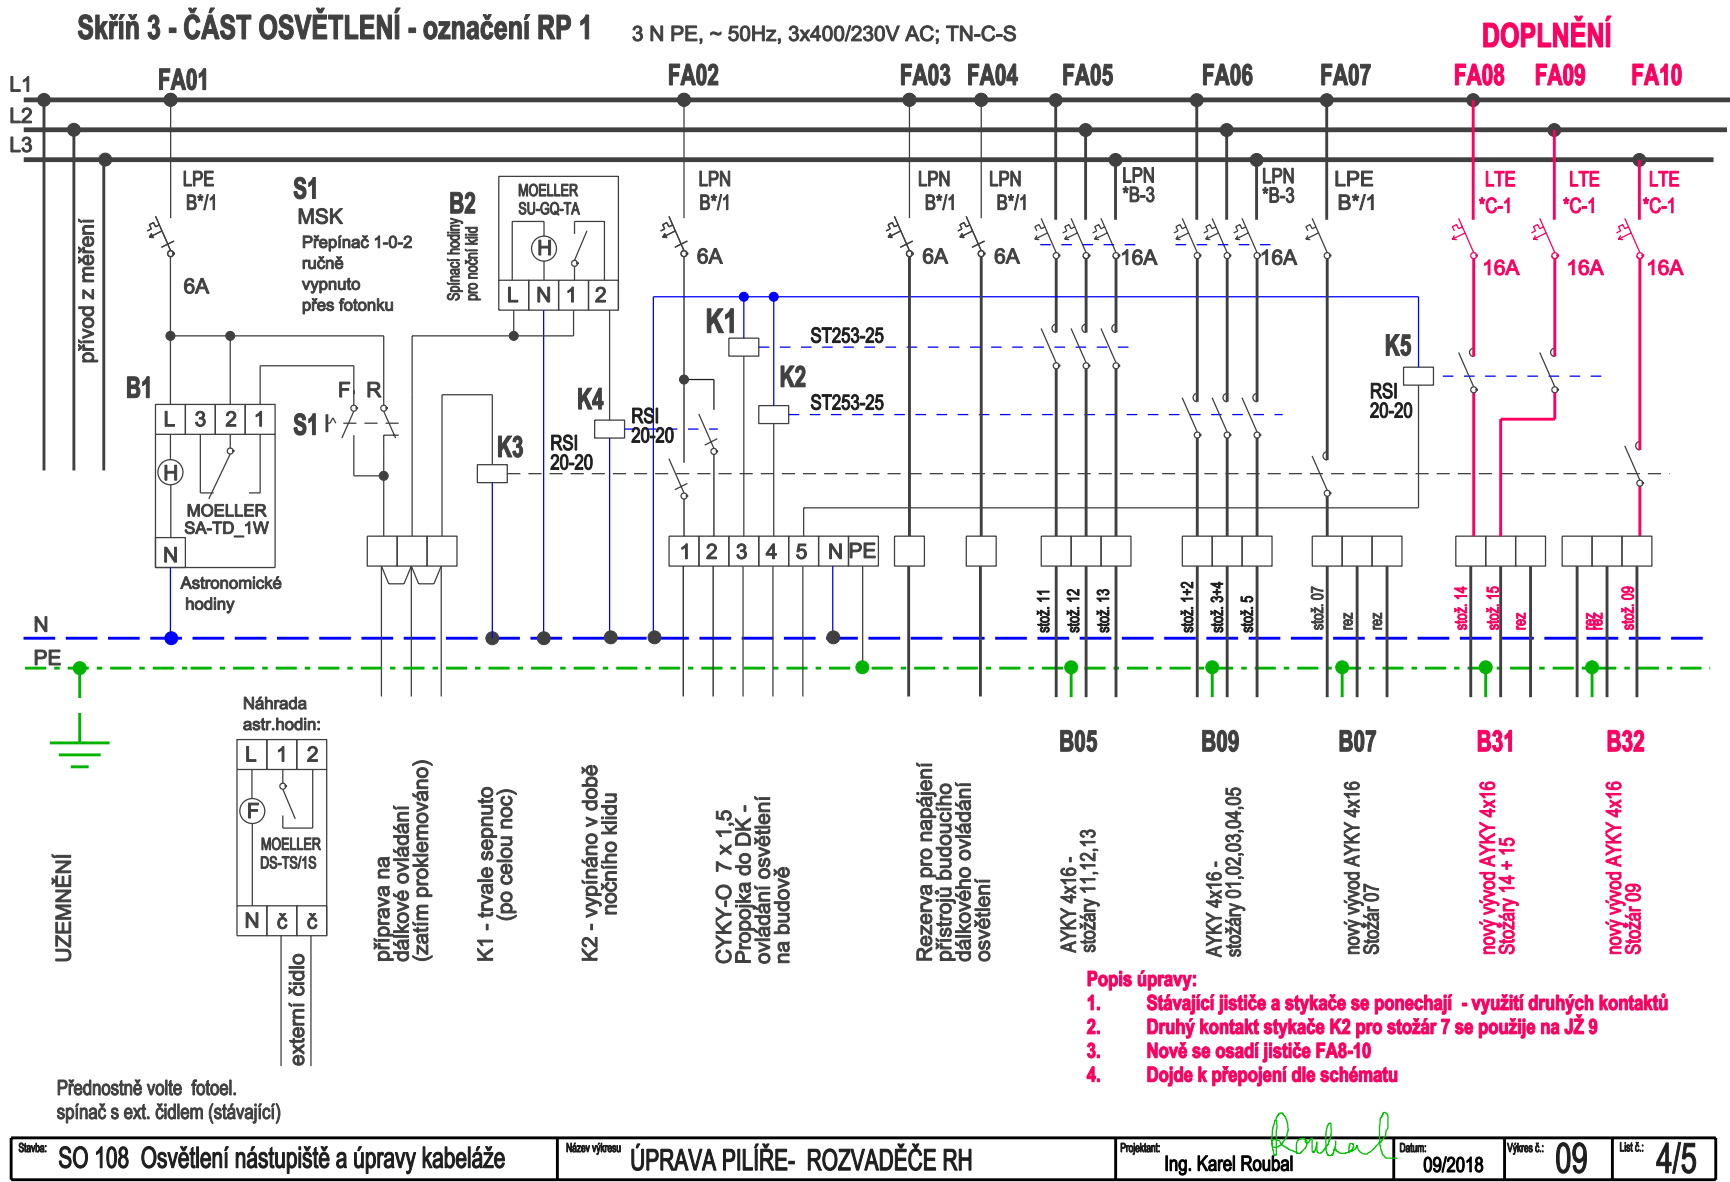 Skříň 3 - ČÁST OSVĚTLENÍ - označení RP 1
3 N PE, ~ 50Hz, 3x400/230V AC; TN-C-S
DOPLNĚNÍ
FA01
FA02
FA03
FA04
FA05
FA06
FA07
FA08
FA09
FA10
L1
L2
L3
přívod z měření
LPE
B*/1
6A
S1
MSK
Přepínač 1-0-2
ručně
vypnuto
přes fotonku
B2
Spínací hodiny
pro noční klid
MOELLER
SU-GQ-TA
H
L N 1 2
LPN
B*/1
6A
LPN
B*/1
6A
LPN
B*/1
6A
LPN
*B-3
16A
LPN
*B-3
16A
LPE
B*/1
LTE
*C-1
16A
LTE
*C-1
16A
LTE
*C-1
16A
B1
L 3 2 1
H
MOELLER
SA-TD_1W
N
Astronomické
hodiny
F R
S1
K3
RSI
20-20
K4
RSI
20-20
K1
ST253-25
K2
ST253-25
K5
RSI
20-20
1 2 3 4 5 N PE
stož. 11
stož. 12
stož. 13
stož. 1+2
stož. 3+4
stož. 5
stož. 07
rez
rez
stož. 14
stož. 15
rez
rez
stož. 09
N
PE
UZEMNĚNÍ
Náhrada
astr.hodin:
L 1 2
F
MOELLER
DS-TS/1S
N č č
externí čidlo
Přednostně volte fotoel.
spínač s ext. čidlem (stávající)
příprava na
dálkové ovládání
(zatím proklemováno)
K1 - trvale sepnuto
(po celou noc)
K2 - vypínáno v době
nočního klidu
CYKY-O 7 x 1,5
Propojka do DK -
ovládání osvětlení
na budově
Rezerva pro napájení
přístrojů budoucího
dálkového ovládání
osvětlení
B05
AYKY 4x16 -
stožáry 11,12,13
B09
AYKY 4x16 -
stožáry 01,02,03,04,05
B07
nový vývod AYKY 4x16
Stožár 07
B31
nový vývod AYKY 4x16
Stožáry 14 + 15
B32
nový vývod AYKY 4x16
Stožár 09
Popis úpravy:
1. Stávající jističe a stykače se ponechají - využití druhých kontaktů
2. Druhý kontakt stykače K2 pro stožár 7 se použije na JŽ 9
3. Nově se osadí jističe FA8-10
4. Dojde k přepojení dle schématu
Stavba: SO 108 Osvětlení nástupiště a úpravy kabeláže
Název výkresu ÚPRAVA PILÍŘE- ROZVADĚČE RH
Projektant: Ing. Karel Roubal
Roubal
Datum: 09/2018
Výkres č.: 09
List č.: 4/5